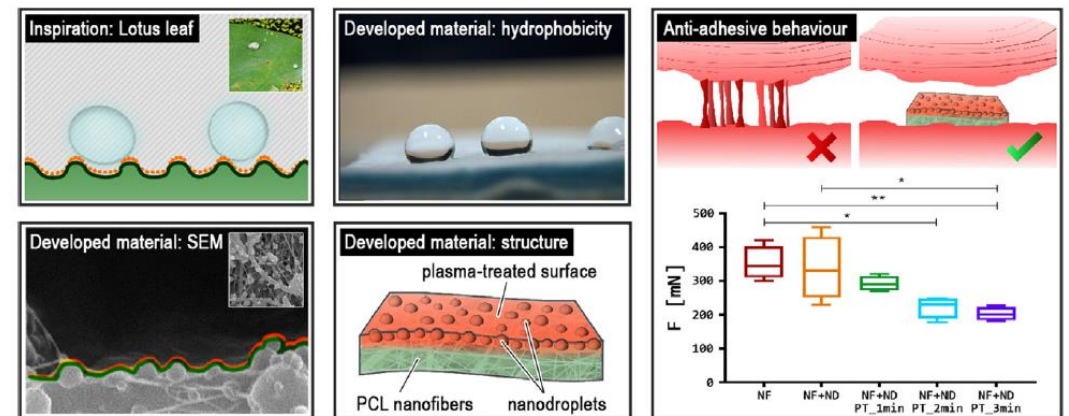 Inspiration: Lotus leaf
Developed material: hydrophobicity
Anti-adhesive behaviour
Developed material: SEM
Developed material: structure
plasma-treated surface
PCL nanofibers
nanodroplets
*
**
*
F [mN]
500
400
300
200
100
0
NF
NF+ND
NF+ND
PT_1min
NF+ND
PT_2min
NF+ND
PT_3min